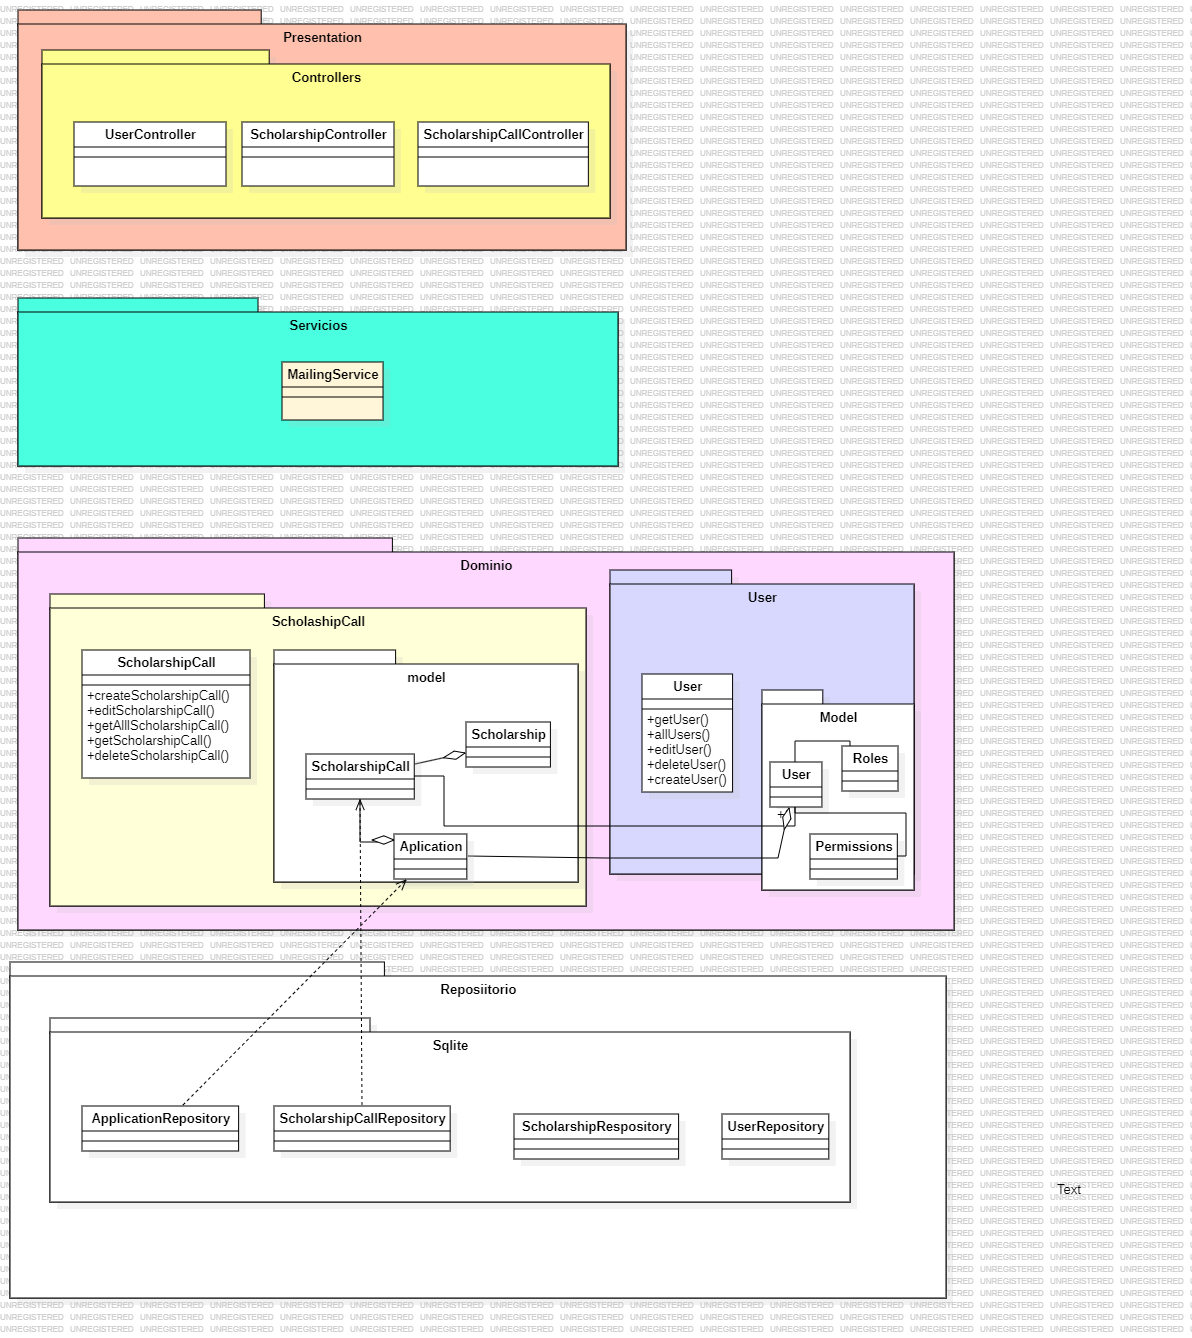 Presentation
Controllers
UserController
ScholarshipController
ScholarshipCallController
Servicios
MailingService
Dominio
ScholashipCall
ScholarshipCall
+createScholarshipCall()
+editScholarshipCall()
+getAlllScholarshipCall()
+getScholarshipCall()
+deleteScholarshipCall()
model
Scholarship
ScholarshipCall
Aplication
User
User
+getUser()
+allUsers()
+editUser()
+deleteUser()
+createUser()
Model
Roles
User
+
Permissions
Reposiitorio
Sqlite
ApplicationRepository
ScholarshipCallRepository
ScholarshipRespository
UserRepository
Text
UNREGISTERED